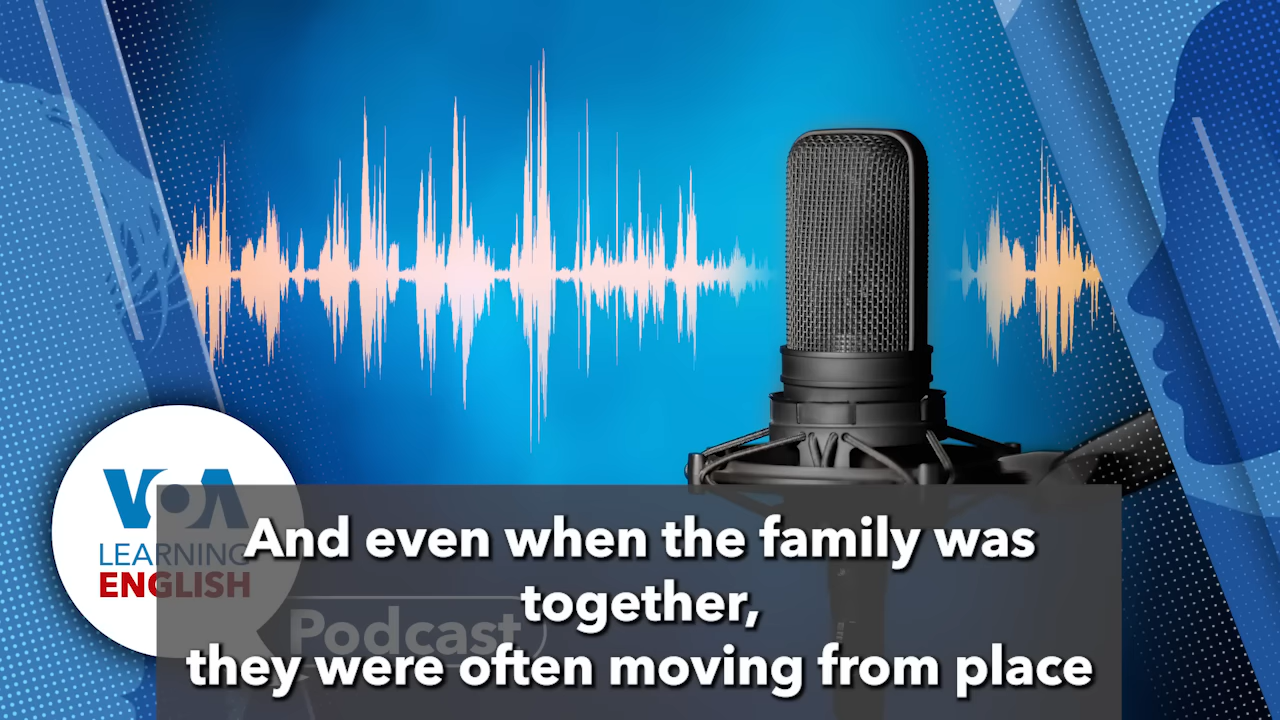 VOA
LEARNING
ENGLISH
Podcast
And even when the family was
together,
they were often moving from place